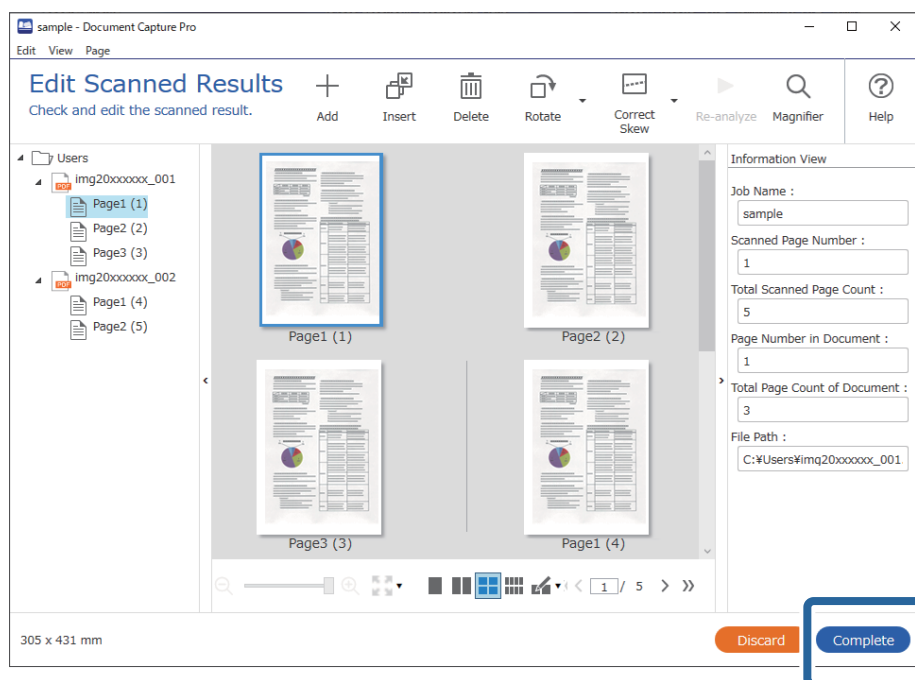 sample - Document Capture Pro
Edit View Page
Edit Scanned Results
Check and edit the scanned result.
Add
Insert
Delete
Rotate
Correct
Skew
Re-analyze
Magnifier
Help
Users
PDF
img20xxxxxx_001
Page1 (1)
Page2 (2)
Page3 (3)
PDF
img20xxxxxx_002
Page1 (4)
Page2 (5)
Page1 (1)
Page2 (2)
Page3 (3)
Page1 (4)
1 / 5
Information View
Job Name :
sample
Scanned Page Number :
1
Total Scanned Page Count :
5
Page Number in Document :
1
Total Page Count of Document :
3
File Path :
C:¥Users¥img20xxxxxx_001
305 x 431 mm
Discard
Complete